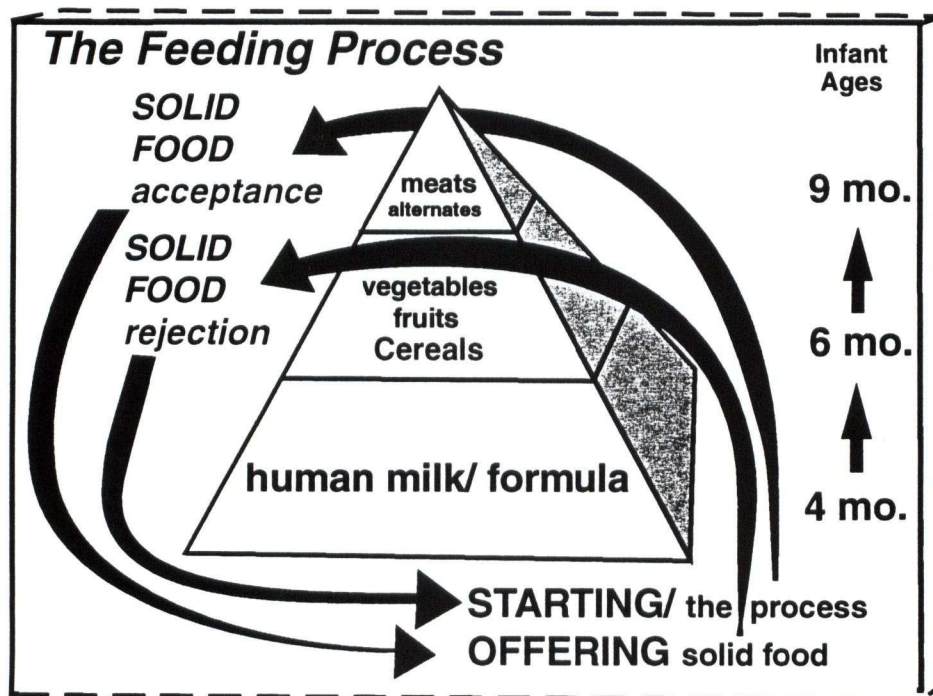 The Feeding Process
Infant
Ages
SOLID
FOOD
acceptance
SOLID
FOOD
rejection
meats
alternates
vegetables
fruits
Cereals
human milk/ formula
9 mo.
6 mo.
4 mo.
STARTING/ the process
OFFERING solid food